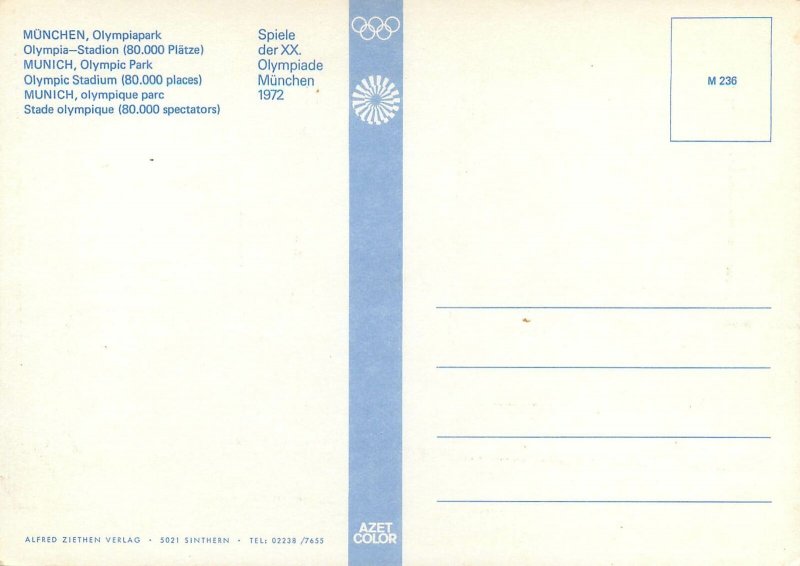 MÜNCHEN, Olympiapark
Olympia—Stadion (80.000 Plätze)
MUNICH, Olympic Park
Olympic Stadium (80.000 places)
MUNICH, olympique parc
Stade olympique (80.000 spectators)
Spiele
der XX.
Olympiade
München
1972
M 236
ALFRED ZIETHEN VERLAG · 5021 SINTHERN · TEL: 02238 /7655
AZET
COLOR